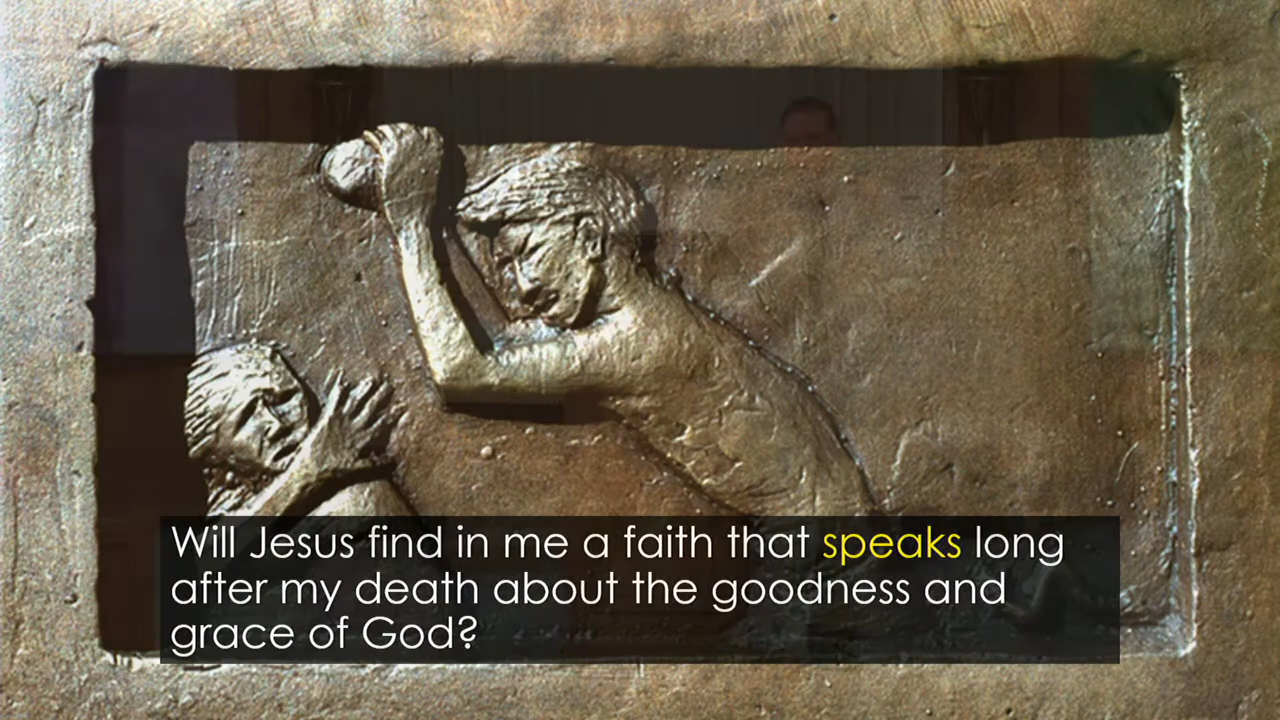 Will Jesus find in me a faith that speaks long
after my death about the goodness and
grace of God?